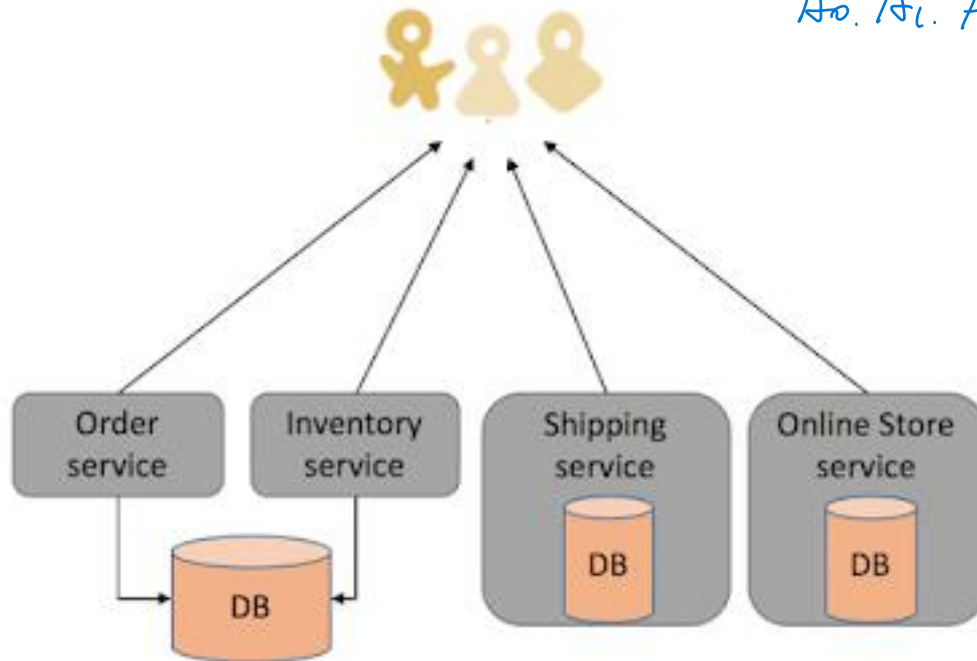 Order
service
Inventory
service
Shipping
service
Online Store
service
DB
DB
DB